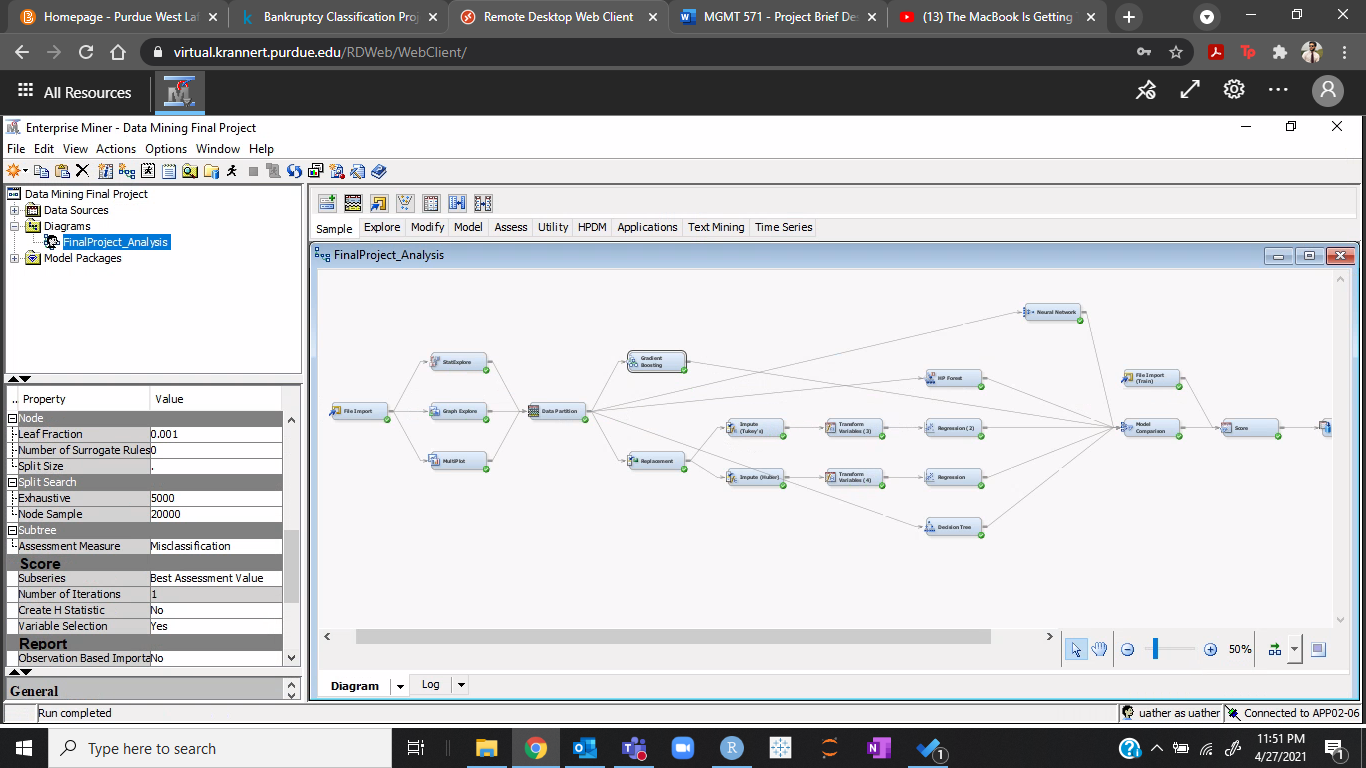 Homepage - Purdue West Laf
Bankruptcy Classification Proj
Remote Desktop Web Client
MGMT 571 - Project Brief De
(13) The MacBook Is Getting
virtual.krannert.purdue.edu/RDWeb/WebClient/
All Resources
Enterprise Miner - Data Mining Final Project
File Edit View Actions Options Window Help
Data Mining Final Project
Data Sources
Diagrams
FinalProject_Analysis
Model Packages
Sample Explore Modify Model Assess Utility HPDM Applications Text Mining Time Series
FinalProject_Analysis
Neural Network
StatExplore
Gradient
Boosting
HP Forest
File Import
(Train)
File Import
Graph Explore
Data Partition
Impute
(Tukey's)
Transform
Variables (3)
Regression (2)
Model
Comparison
Score
MultiPlot
Replacement
Impute (Huber)
Transform
Variables (4)
Regression
Decision Tree
.. Property Value
Node
Leaf Fraction 0.001
Number of Surrogate Rules 0
Split Size .
Split Search
Exhaustive 5000
Node Sample 20000
Subtree
Assessment Measure Misclassification
Score
Subseries Best Assessment Value
Number of Iterations 1
Create H Statistic No
Variable Selection Yes
Report
Observation Based Importa No
General
50%
Diagram Log
Run completed
uather as uather
Connected to APP02-06
Type here to search
1
11:51 PM
4/27/2021
1